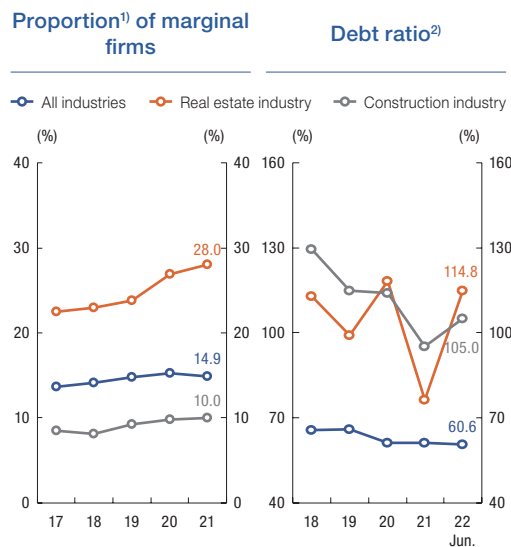 Proportion1) of marginal firms
Debt ratio2)
All industries Real estate industry Construction industry
(%) (%) (%) (%)
40 40 160 160
30 30 130 130
20 20 100 100
10 10 70 70
0 0 40 40
28.0
14.9
10.0
114.8
105.0
60.6
17 18 19 20 21
18 19 20 21 22
Jun.